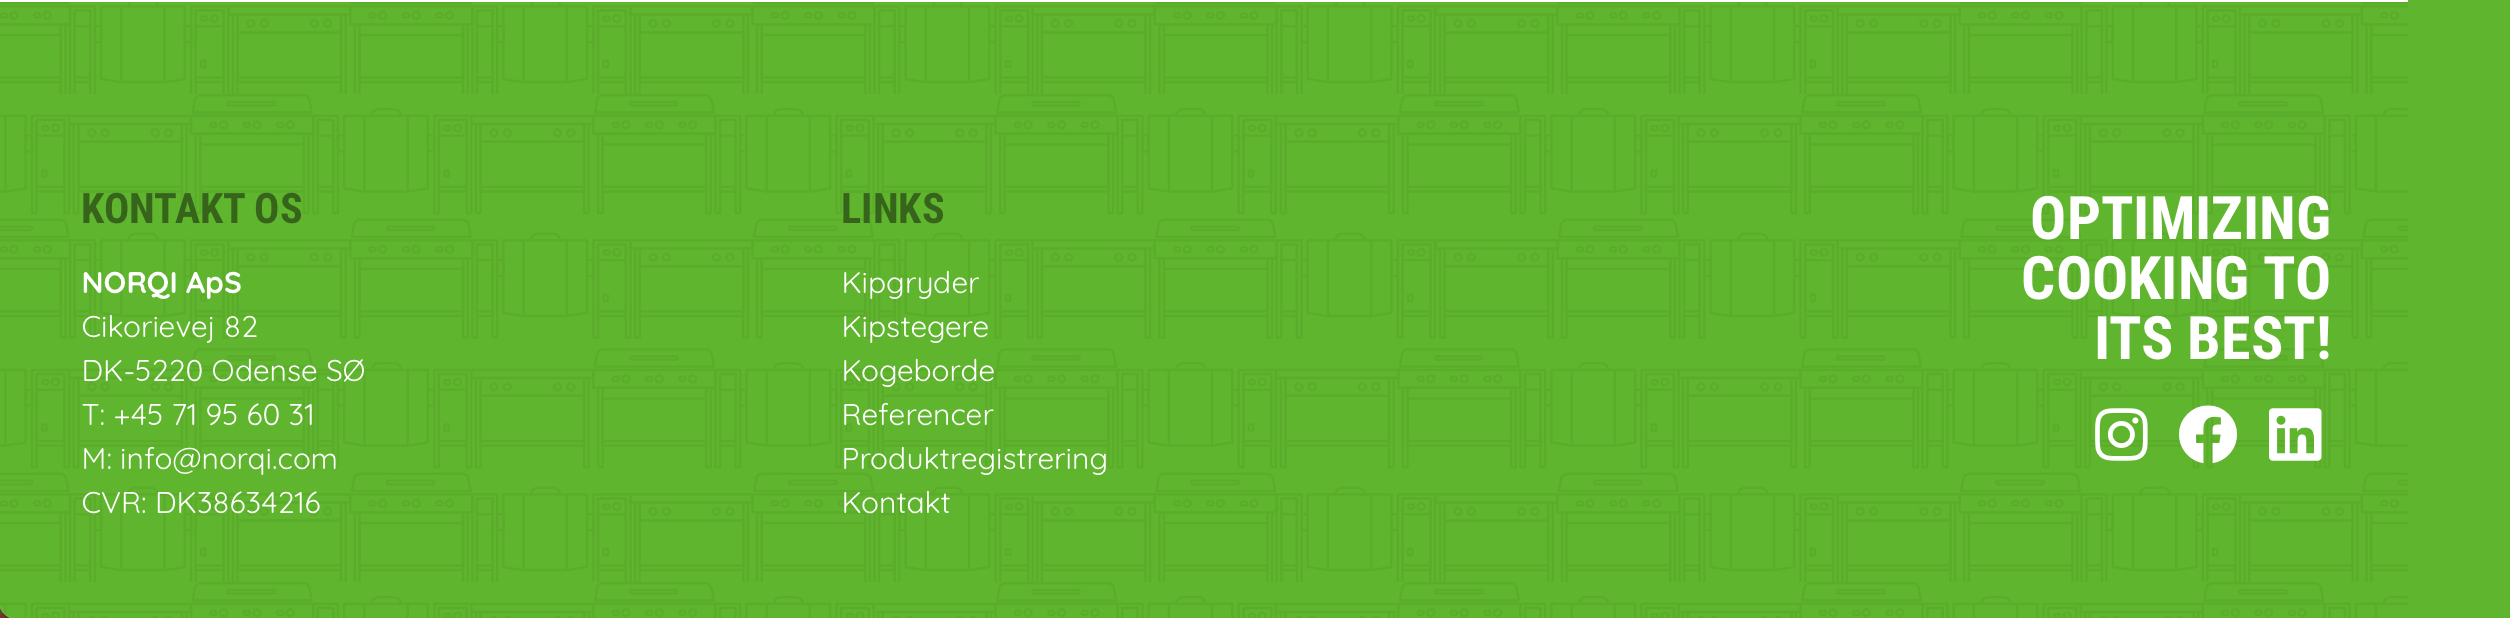 KONTAKT OS
NORQI ApS
Cikorievej 82
DK-5220 Odense SØ
T: +45 71 95 60 31
M: info@norqi.com
CVR: DK38634216
LINKS
Kipgryder
Kipstegere
Kogeborde
Referencer
Produktregistrering
Kontakt
OPTIMIZING
COOKING TO
ITS BEST!